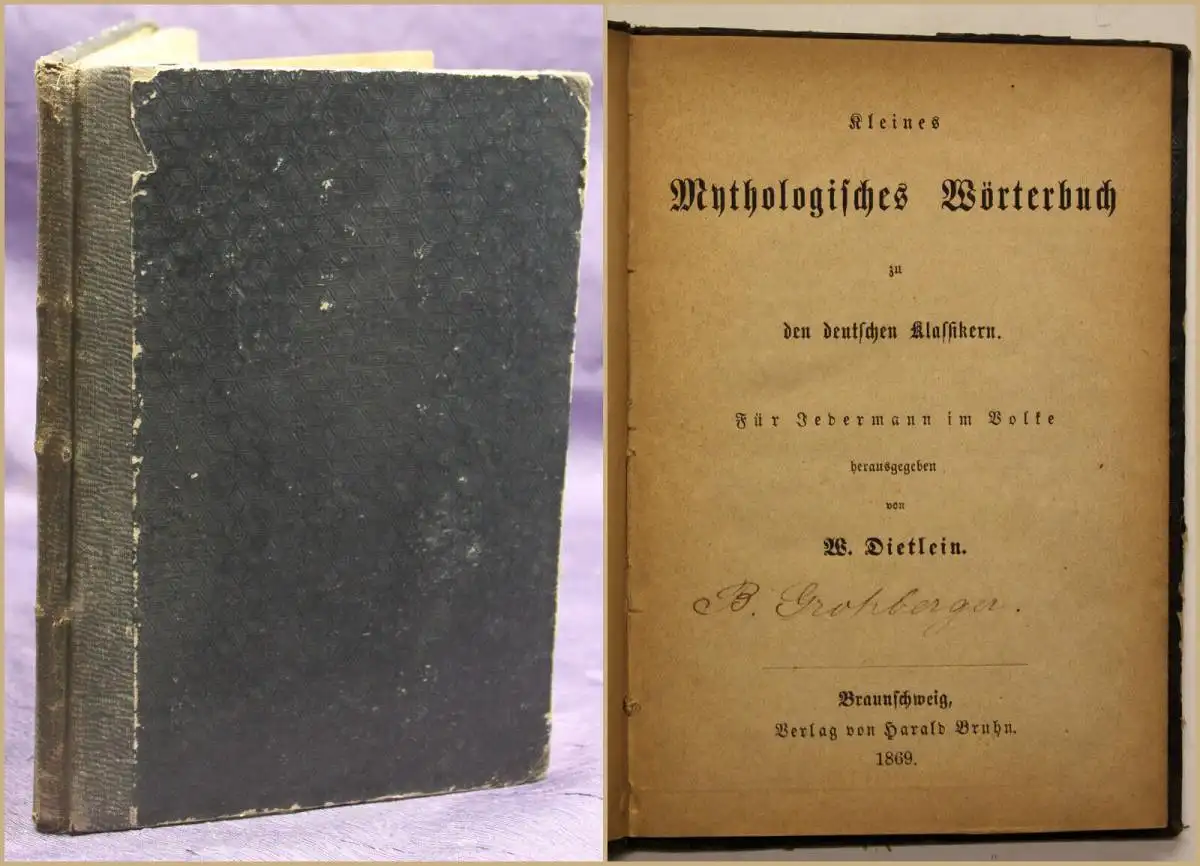 Kleines
Mythologisches Wörterbuch
zu
den deutschen Klassikern.
Für Jedermann im Volke
herausgegeben
von
W. Dietlein.
B. Grohberger.
Braunschweig,
Verlag von Harald Bruhn.
1869.